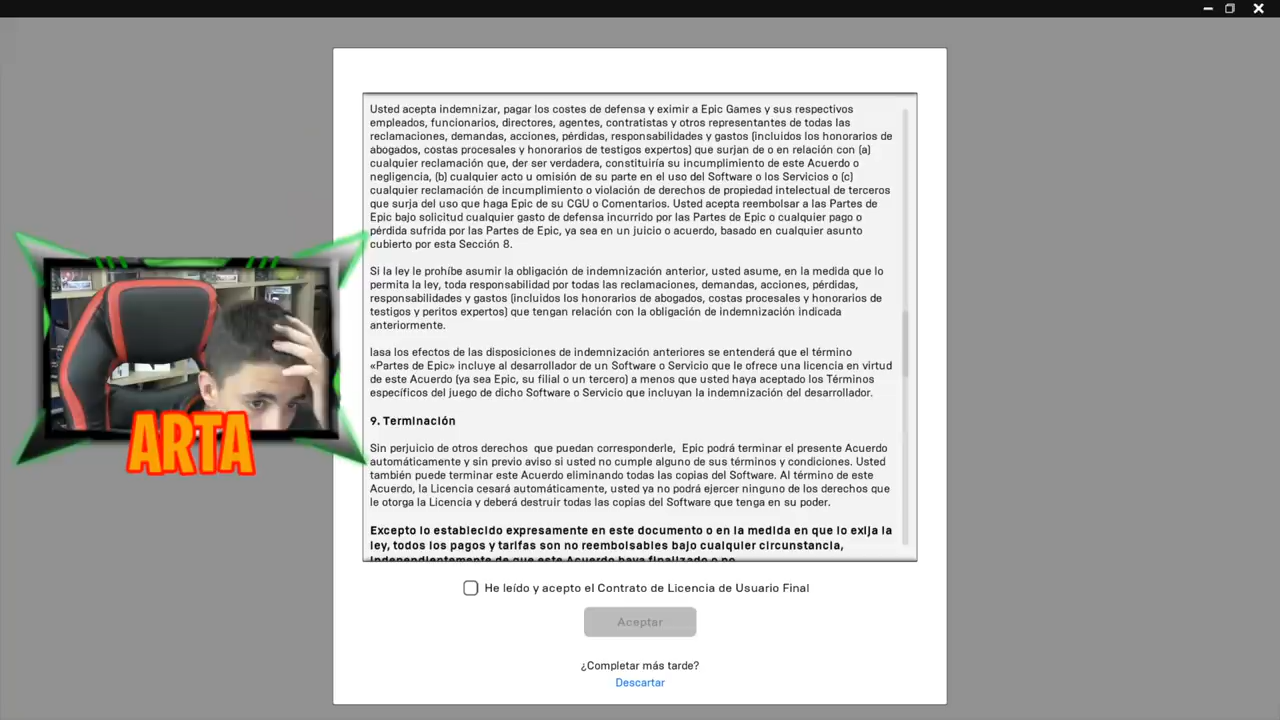 Usted acepta indemnizar, pagar los costes de defensa y eximir a Epic Games y sus respectivos
empleados, funcionarios, directores, agentes, contratistas y otros representantes de todas las
reclamaciones, demandas, acciones, pérdidas, responsabilidades y gastos (incluidos los honorarios de
abogados, costas procesales y honorarios de testigos expertos) que surjan de o en relación con (a)
cualquier reclamación que, der ser verdadera, constituiría su incumplimiento de este Acuerdo o
negligencia, (b) cualquier acto u omisión de su parte en el uso del Software o los Servicios o (c)
cualquier reclamación de incumplimiento o violación de derechos de propiedad intelectual de terceros
que surja del uso que haga Epic de su CGU o Comentarios. Usted acepta reembolsar a las Partes de
Epic bajo solicitud cualquier gasto de defensa incurrido por las Partes de Epic o cualquier pago o
pérdida sufrida por las Partes de Epic, ya sea en un juicio o acuerdo, basado en cualquier asunto
cubierto por esta Sección 8.
Si la ley le prohíbe asumir la obligación de indemnización anterior, usted asume, en la medida que lo
permita la ley, toda responsabilidad por todas las reclamaciones, demandas, acciones, pérdidas,
responsabilidades y gastos (incluidos los honorarios de abogados, costas procesales y honorarios de
testigos y peritos expertos) que tengan relación con la obligación de indemnización indicada
anteriormente.
lasa los efectos de las disposiciones de indemnización anteriores se entenderá que el término
«Partes de Epic» incluye al desarrollador de un Software o Servicio que le ofrece una licencia en virtud
de este Acuerdo (ya sea Epic, su filial o un tercero) a menos que usted haya aceptado los Términos
específicos del juego de dicho Software o Servicio que incluyan la indemnización del desarrollador.
9. Terminación
Sin perjuicio de otros derechos que puedan corresponderle, Epic podrá terminar el presente Acuerdo
automáticamente y sin previo aviso si usted no cumple alguno de sus términos y condiciones. Usted
también puede terminar este Acuerdo eliminando todas las copias del Software. Al término de este
Acuerdo, la Licencia cesará automáticamente, usted ya no podrá ejercer ninguno de los derechos que
le otorga la Licencia y deberá destruir todas las copias del Software que tenga en su poder.
Excepto lo establecido expresamente en este documento o en la medida en que lo exija la
ley, todos los pagos y tarifas son no reembolsables bajo cualquier circunstancia,
independientemente de que este Acuerdo haya finalizado o no.
ARTA
He leído y acepto el Contrato de Licencia de Usuario Final
Aceptar
¿Completar más tarde?
Descartar